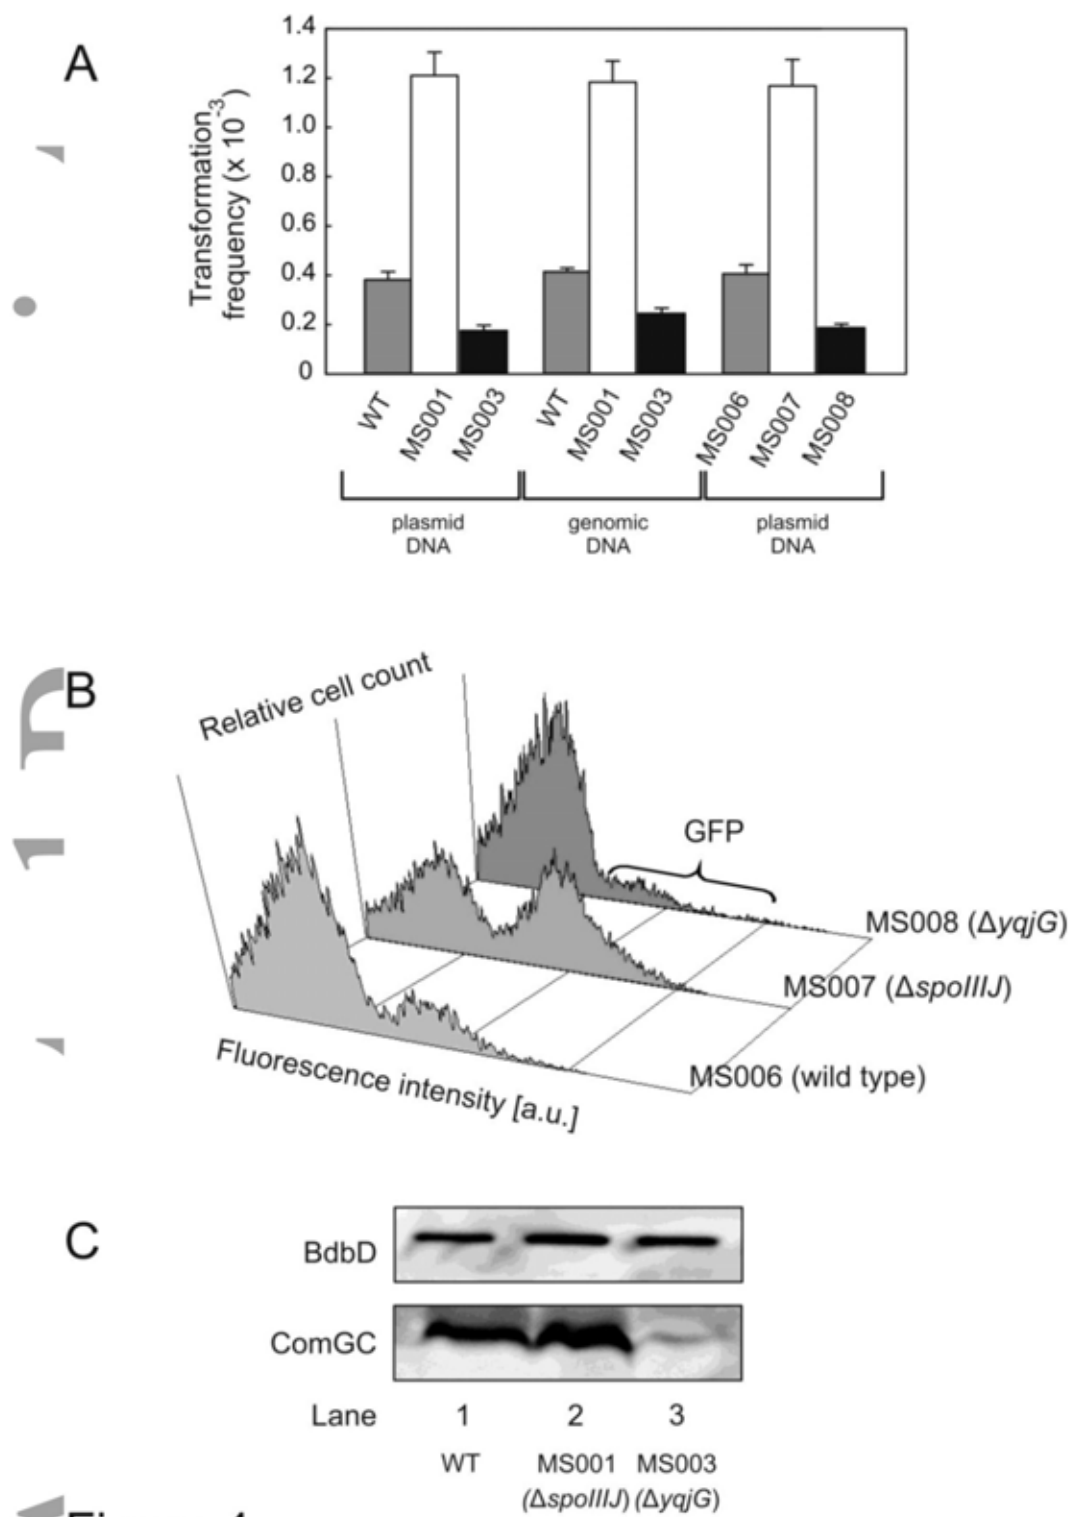 A
1.4
1.2
1.0
0.8
0.6
0.4
0.2
0
Transformation
frequency (x 10-3)
WT
MS001
MS003
WT
MS001
MS003
MS006
MS007
MS008
plasmid
DNA
genomic
DNA
plasmid
DNA
B
Relative cell count
GFP
MS008 (ΔyqjG)
MS007 (ΔspoIIIJ)
MS006 (wild type)
Fluorescence intensity [a.u.]
C
BdbD
ComGC
Lane 1 2 3
WT MS001 MS003
(ΔspoIIIJ) (ΔyqjG)